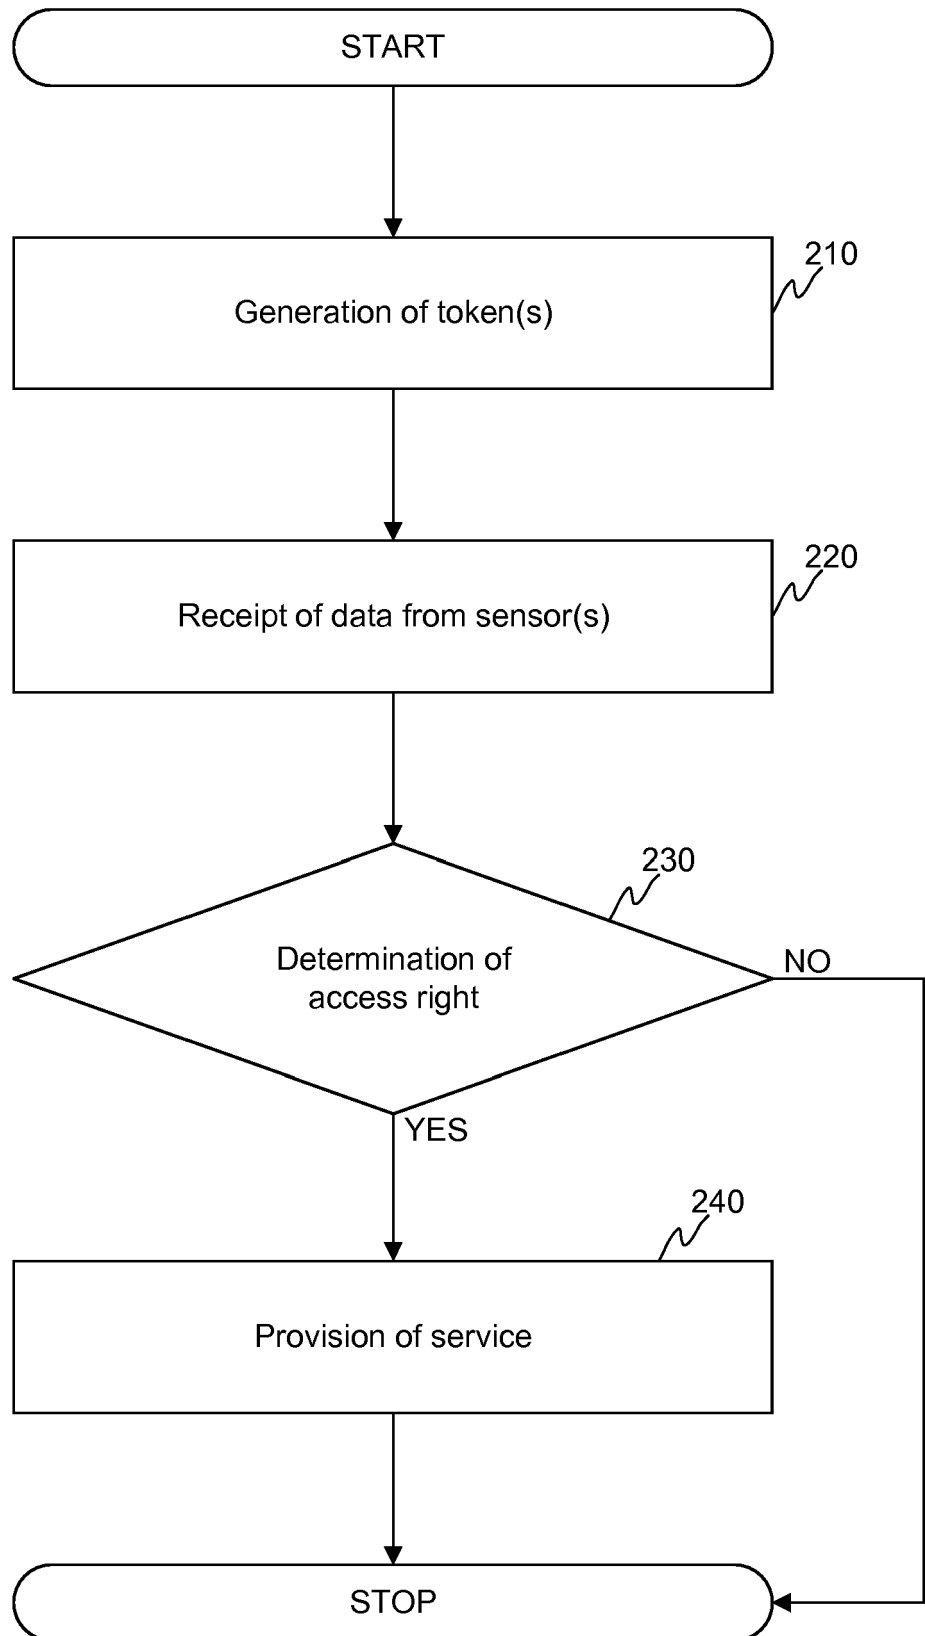 START
210
Generation of token(s)
220
Receipt of data from sensor(s)
230
Determination of
access right
NO
YES
240
Provision of service
STOP